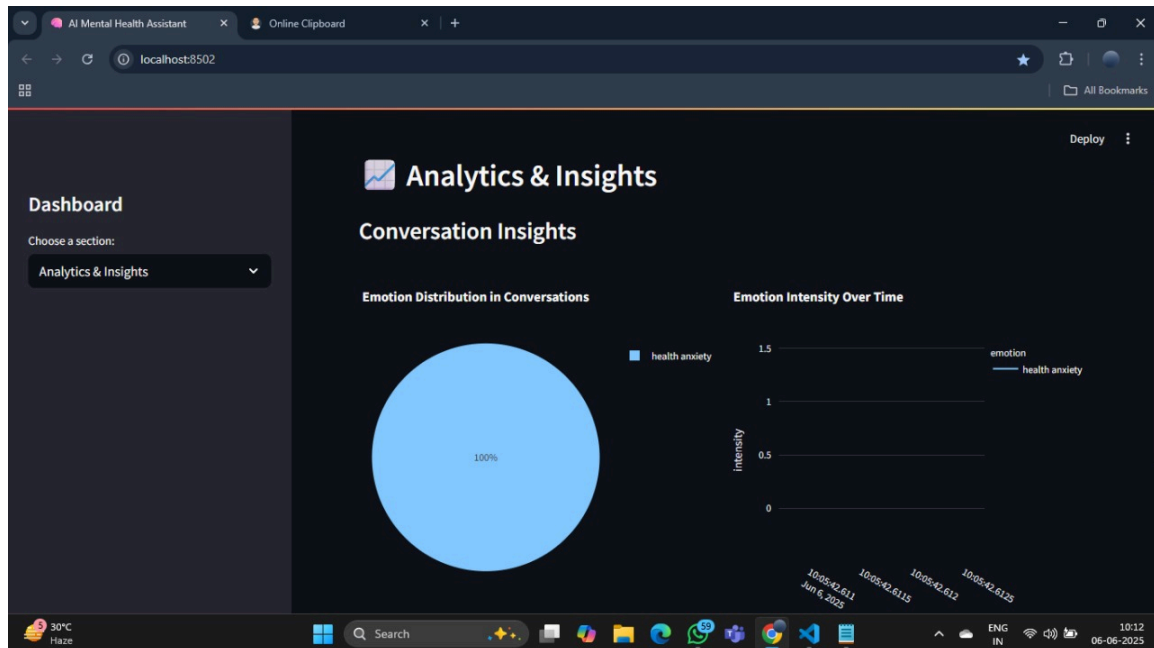 AI Mental Health Assistant
Online Clipboard
localhost:8502
All Bookmarks
Deploy
Dashboard
Choose a section:
Analytics & Insights
Analytics & Insights
Conversation Insights
Emotion Distribution in Conversations
health anxiety
100%
Emotion Intensity Over Time
1.5
1
0.5
0
intensity
emotion
health anxiety
10:05:42.611
Jun 6, 2025
10:05:42.6115
10:05:42.612
10:05:42.6125
5
30°C
Haze
Search
59
ENG
IN
10:12
06-06-2025